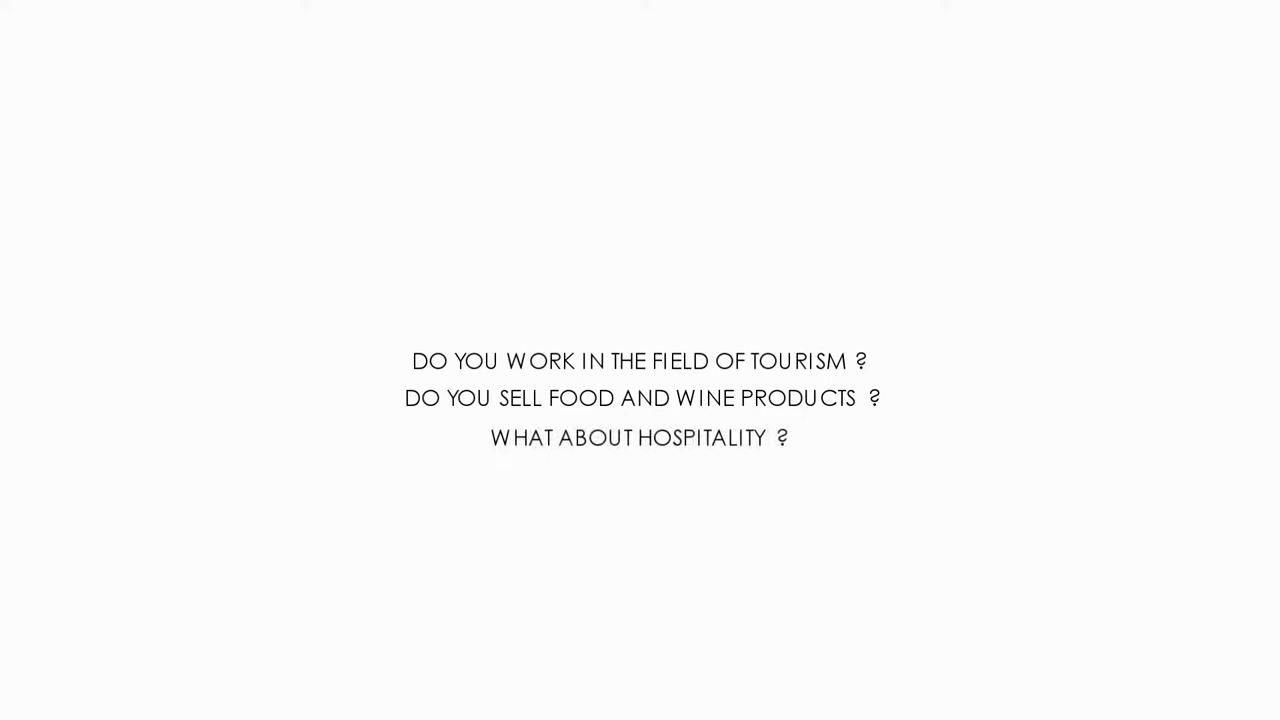 DO YOU WORK IN THE FIELD OF TOURISM ?
DO YOU SELL FOOD AND WINE PRODUCTS ?
WHAT ABOUT HOSPITALITY ?